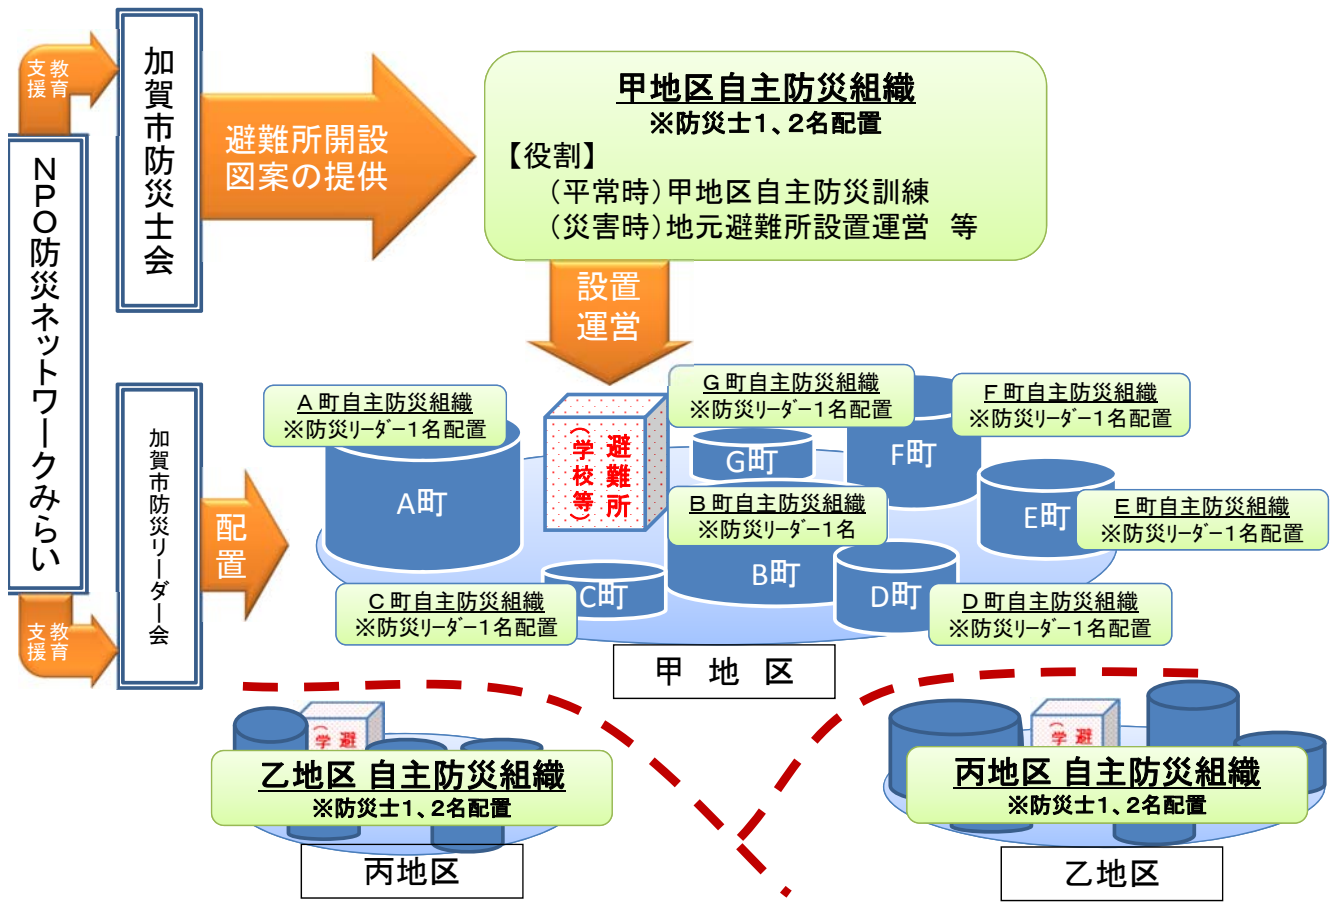 教育
支援
加賀市防災士会
NPO防災ネットワークみらい
避難所開設
図案の提供
甲地区自主防災組織
※防災士1、2名配置
【役割】
(平常時)甲地区自主防災訓練
(災害時)地元避難所設置運営 等
設置
運営
加賀市防災リーダー会
教育
支援
配置
A町自主防災組織
※防災リーダー1名配置
A町
避難所
(学校等)
G町自主防災組織
※防災リーダー1名配置
G町
F町自主防災組織
※防災リーダー1名配置
F町
B町自主防災組織
※防災リーダー1名
B町
E町自主防災組織
※防災リーダー1名配置
E町
C町自主防災組織
※防災リーダー1名配置
C町
D町自主防災組織
※防災リーダー1名配置
D町
甲 地 区
避
(学
乙地区 自主防災組織
※防災士1、2名配置
丙地区
避
(学
丙地区 自主防災組織
※防災士1、2名配置
乙地区